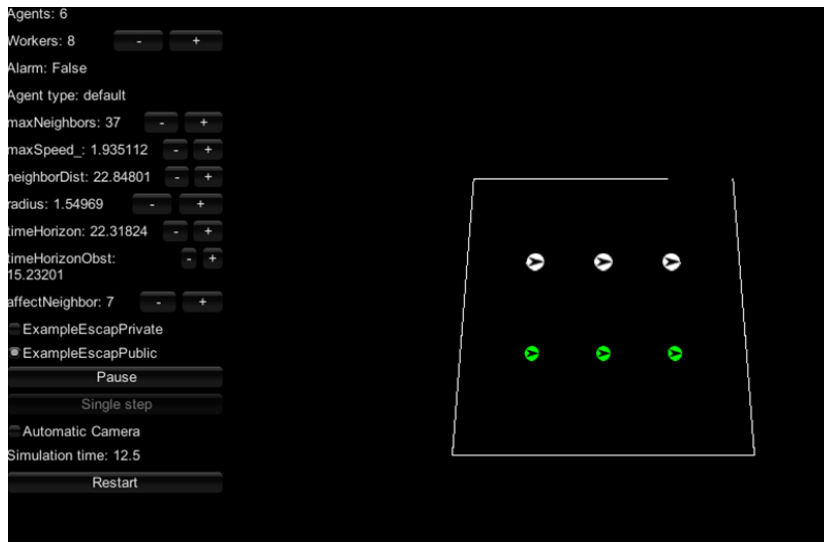 Agents: 6
Workers: 8 - +
Alarm: False
Agent type: default
maxNeighbors: 37 - +
maxSpeed_: 1.935112 - +
neighborDist: 22.84801 - +
radius: 1.54969 - +
timeHorizon: 22.31824 - +
timeHorizonObst: - +
15.23201
affectNeighbor: 7 - +
ExampleEscapPrivate
ExampleEscapPublic
Pause
Single step
Automatic Camera
Simulation time: 12.5
Restart